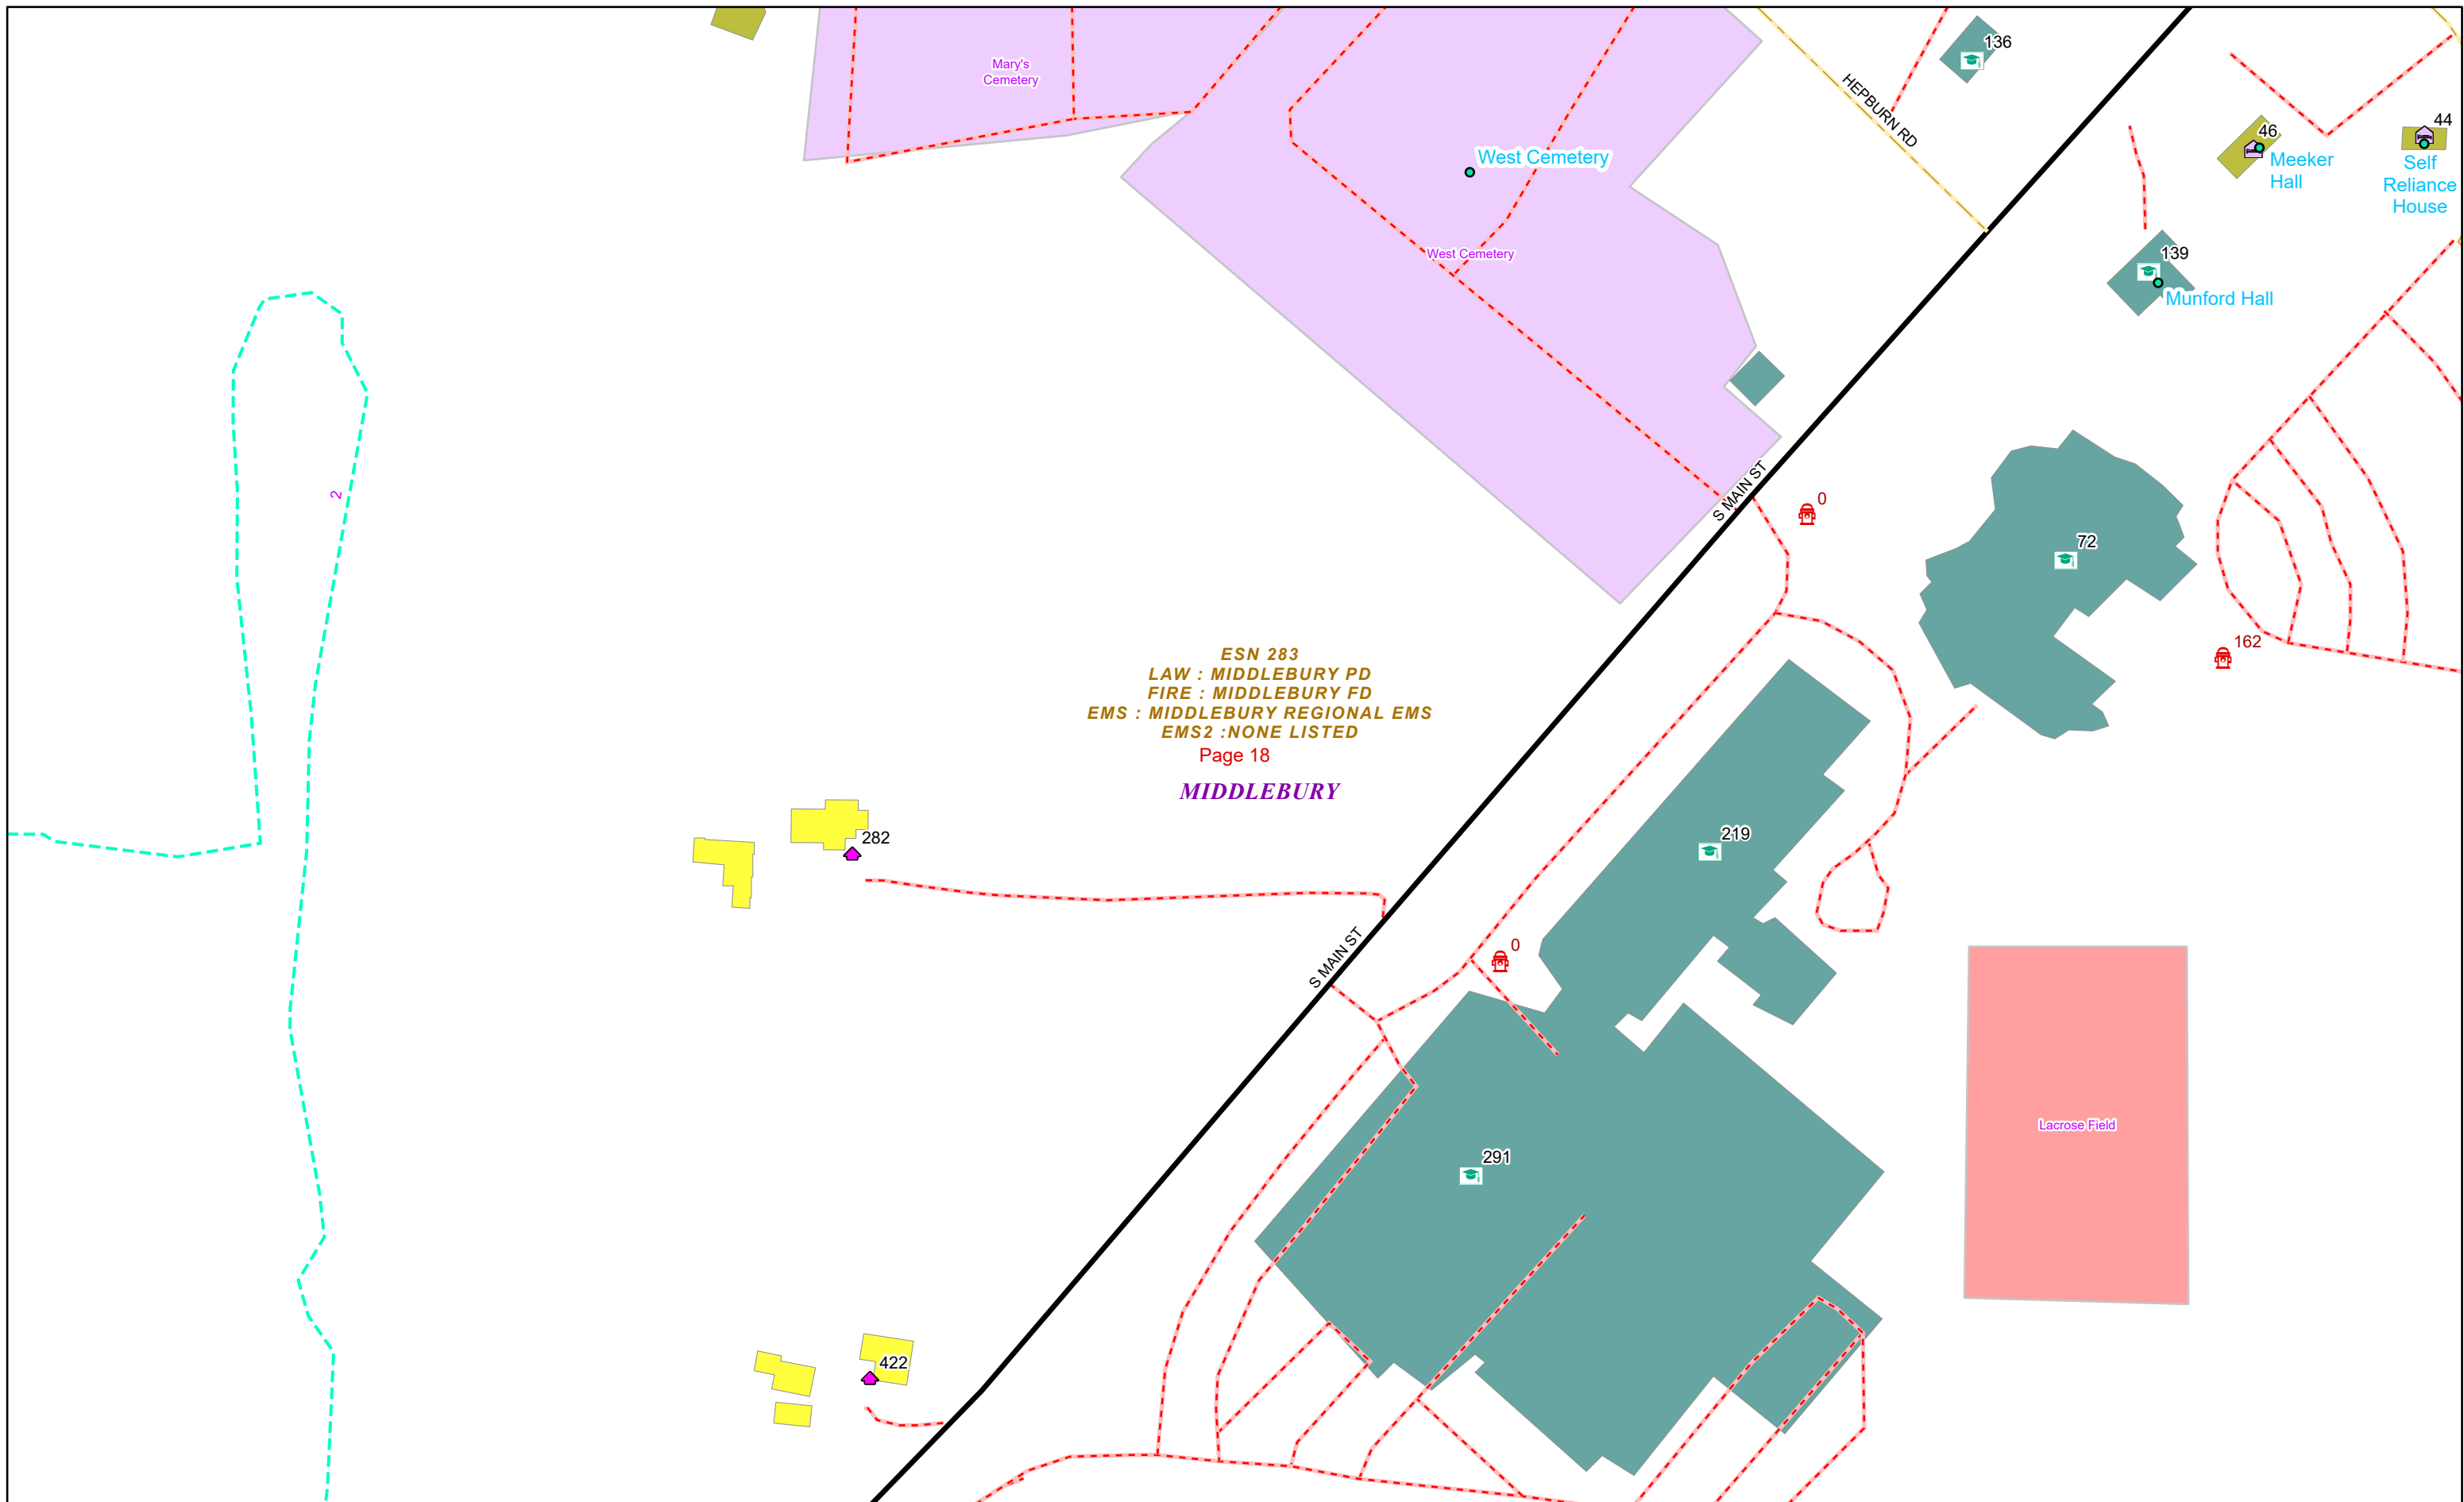 136
Mary's
Cemetery
HEPBURN RD
44
46
West Cemetery
Meeker
Hall
Self
Reliance
House
West Cemetery
139
Munford Hall
2
S MAIN ST
0
72
162
ESN 283
LAW : MIDDLEBURY PD
FIRE : MIDDLEBURY FD
EMS : MIDDLEBURY REGIONAL EMS
EMS2 :NONE LISTED
Page 18
MIDDLEBURY
282
219
S MAIN ST
0
Lacrose Field
291
422